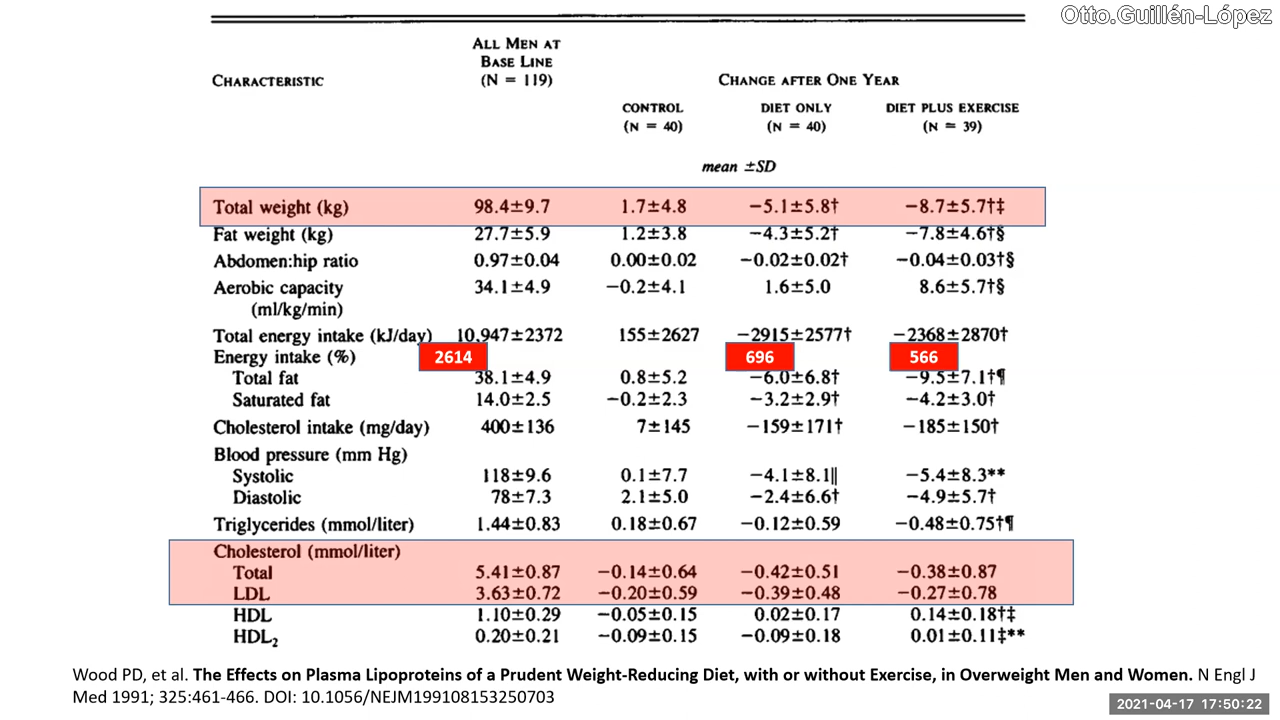 Otto.Guillén-López
CHARACTERISTIC
ALL MEN AT
BASE LINE
(N = 119)
CHANGE AFTER ONE YEAR
CONTROL
(N = 40)
DIET ONLY
(N = 40)
DIET PLUS EXERCISE
(N = 39)
mean ±SD
Total weight (kg) 98.4±9.7 1.7±4.8 −5.1±5.8† −8.7±5.7†‡
Fat weight (kg) 27.7±5.9 1.2±3.8 −4.3±5.2† −7.8±4.6†§
Abdomen:hip ratio 0.97±0.04 0.00±0.02 −0.02±0.02† −0.04±0.03†§
Aerobic capacity 34.1±4.9 −0.2±4.1 1.6±5.0 8.6±5.7†§
(ml/kg/min)
Total energy intake (kJ/day) 10,947±2372 155±2627 −2915±2577† −2368±2870†
Energy intake (%) 2614 696 566
Total fat 38.1±4.9 0.8±5.2 −6.0±6.8† −9.5±7.1†¶
Saturated fat 14.0±2.5 −0.2±2.3 −3.2±2.9† −4.2±3.0†
Cholesterol intake (mg/day) 400±136 7±145 −159±171† −185±150†
Blood pressure (mm Hg)
Systolic 118±9.6 0.1±7.7 −4.1±8.1‖ −5.4±8.3**
Diastolic 78±7.3 2.1±5.0 −2.4±6.6† −4.9±5.7†
Triglycerides (mmol/liter) 1.44±0.83 0.18±0.67 −0.12±0.59 −0.48±0.75†¶
Cholesterol (mmol/liter)
Total 5.41±0.87 −0.14±0.64 −0.42±0.51 −0.38±0.87
LDL 3.63±0.72 −0.20±0.59 −0.39±0.48 −0.27±0.78
HDL 1.10±0.29 −0.05±0.15 0.02±0.17 0.14±0.18†‡
HDL₂ 0.20±0.21 −0.09±0.15 −0.09±0.18 0.01±0.11‡**
Wood PD, et al. The Effects on Plasma Lipoproteins of a Prudent Weight-Reducing Diet, with or without Exercise, in Overweight Men and Women. N Engl J
Med 1991; 325:461-466. DOI: 10.1056/NEJM199108153250703
2021-04-17 17:50:22